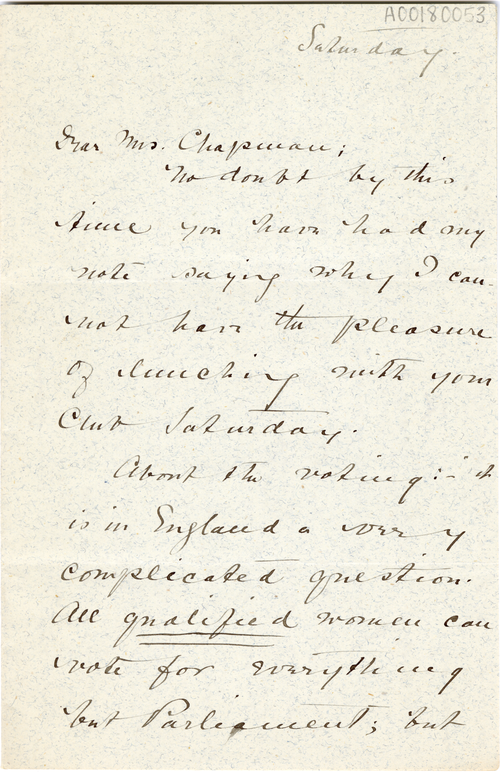 A00180053
Saturday.
Dear Mrs. Chapman;
No doubt by this
time you have had my
note saying why I can-
not have the pleasure
of lunching with your
Club Saturday.
About the voting:- it
is in England a very
complicated question.
All qualified women can
vote for everything
but Parliament; but